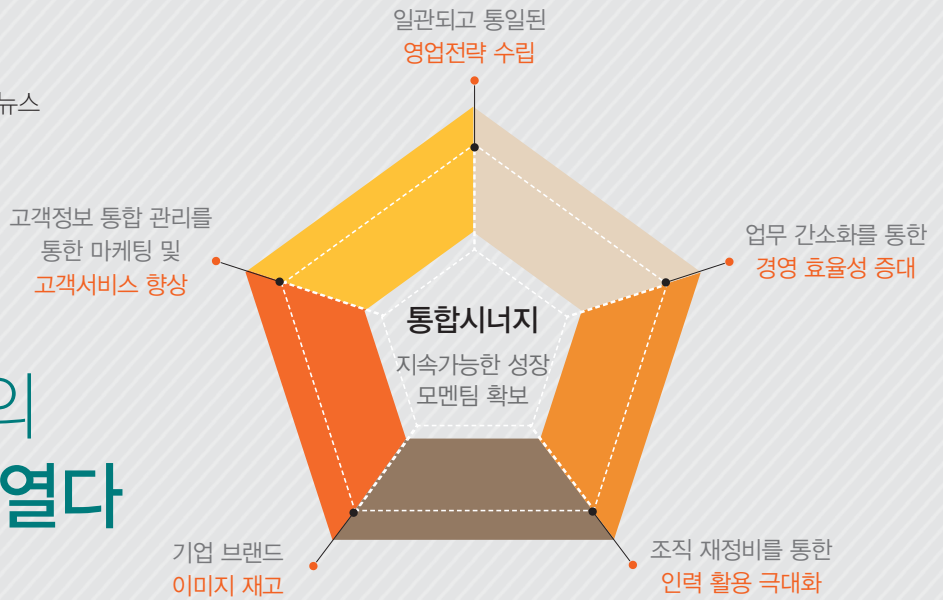 일관되고 통일된
영업전략 수립
뉴스
고객정보 통합 관리를
통한 마케팅 및
고객서비스 향상
업무 간소화를 통한
경영 효율성 증대
통합시너지
지속가능한 성장
모멘팀 확보
의
열다
기업 브랜드
이미지 재고
조직 재정비를 통한
인력 활용 극대화